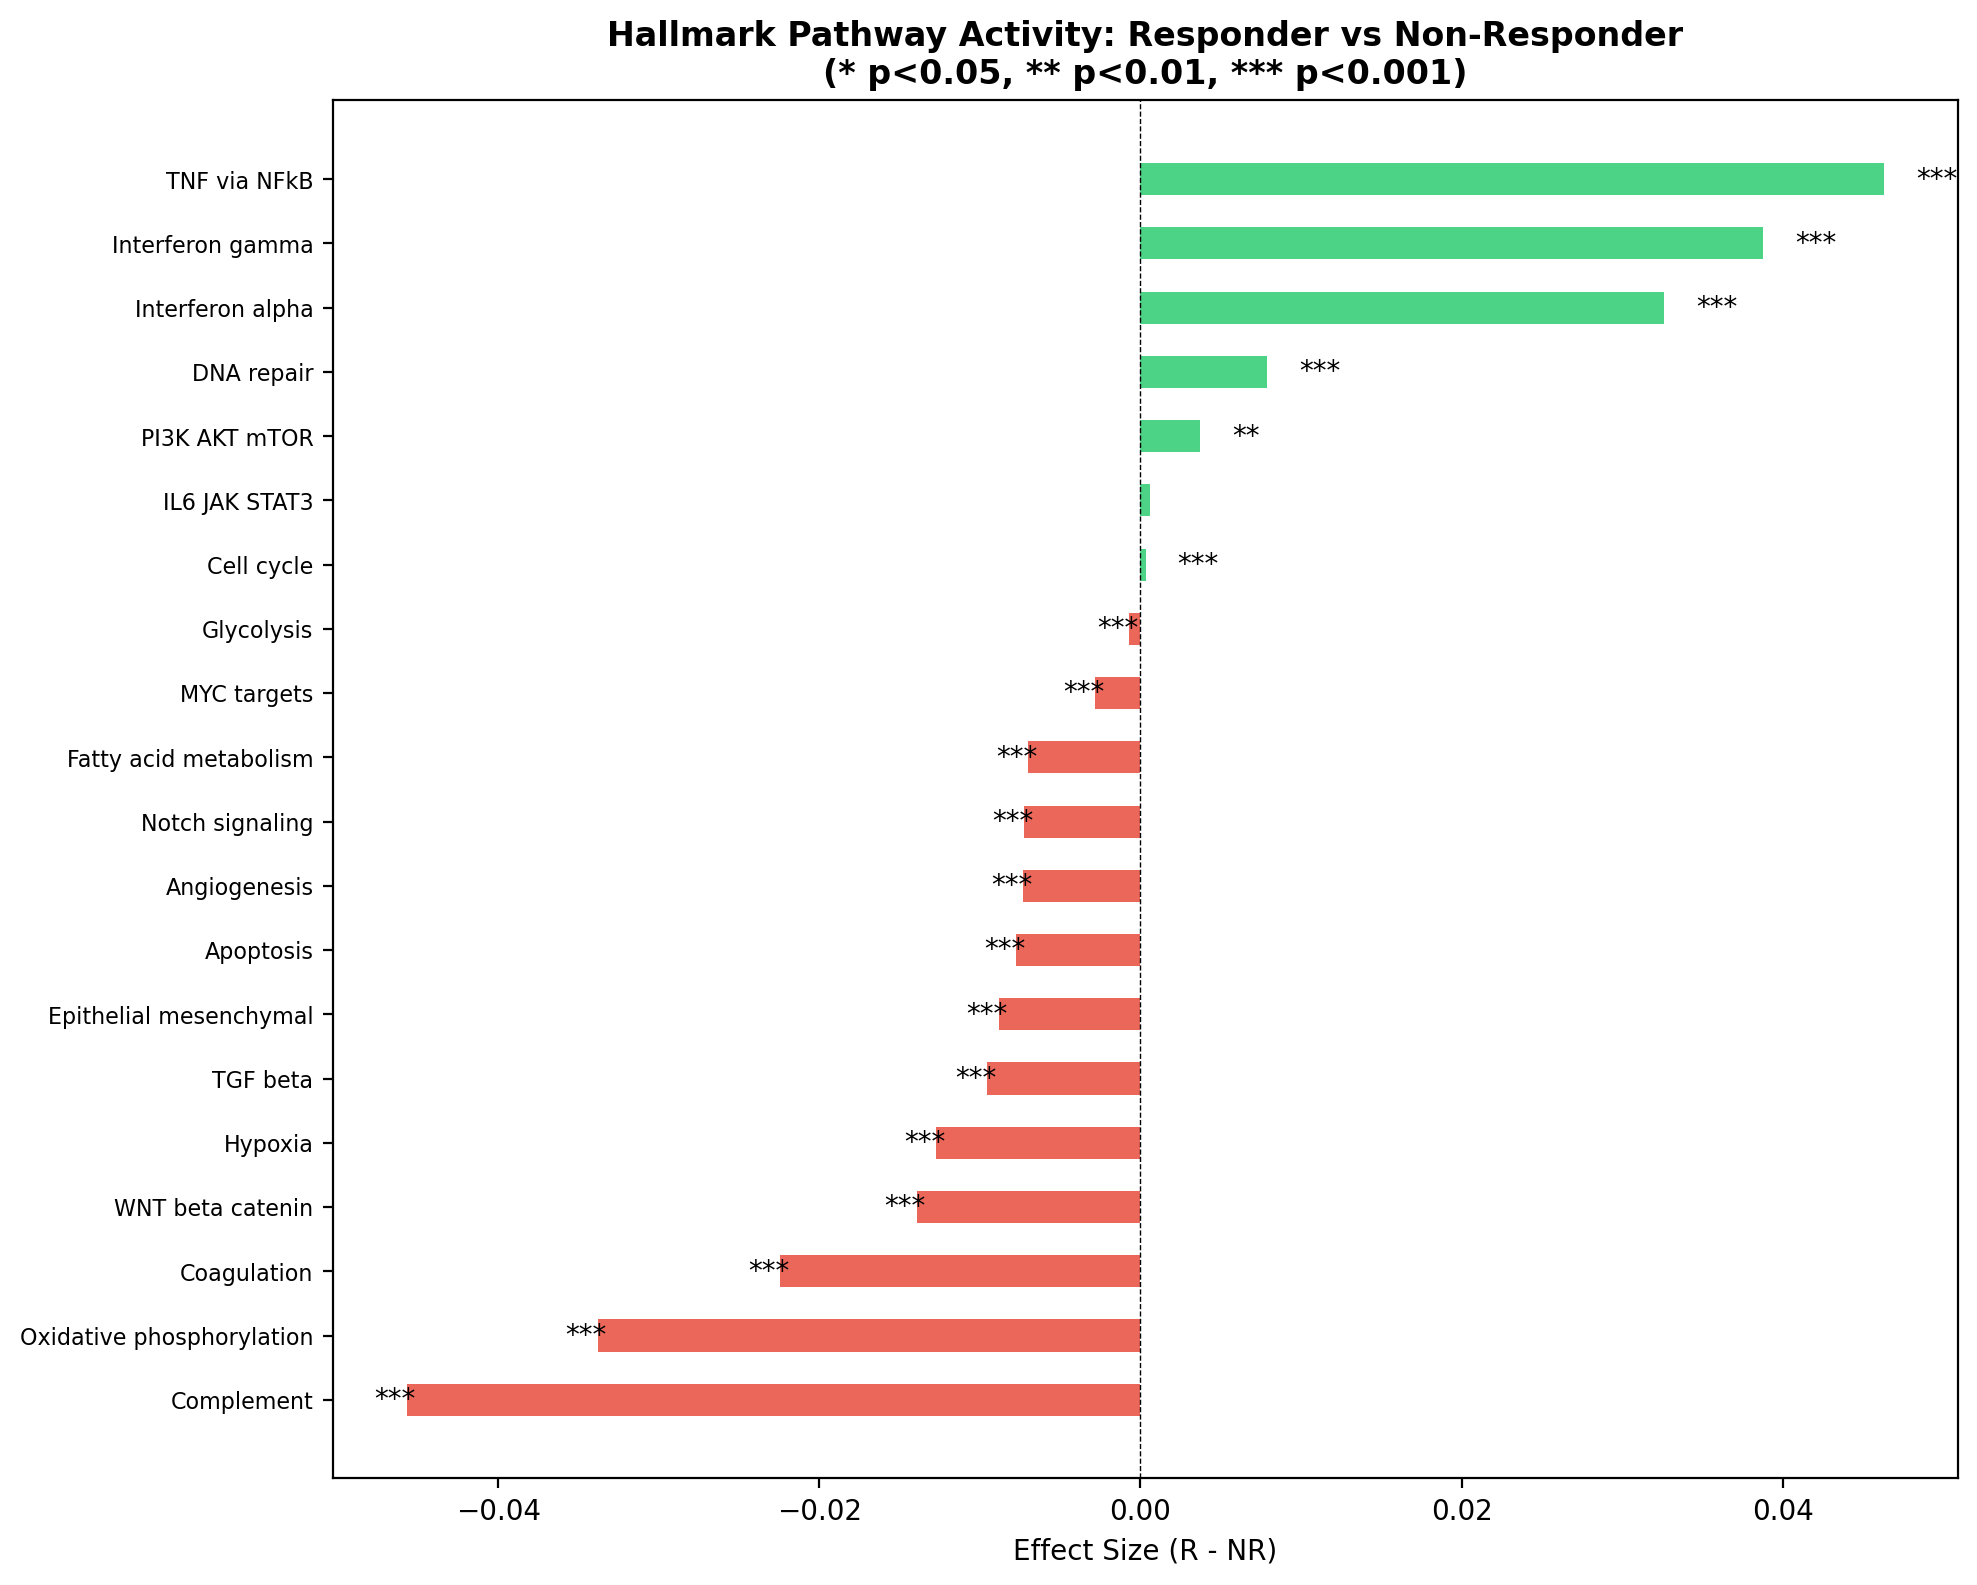 Hallmark Pathway Activity: Responder vs Non-Responder
(* p<0.05, ** p<0.01, *** p<0.001)
TNF via NFkB ***
Interferon gamma ***
Interferon alpha ***
DNA repair ***
PI3K AKT mTOR **
IL6 JAK STAT3
Cell cycle ***
Glycolysis ***
MYC targets ***
Fatty acid metabolism ***
Notch signaling ***
Angiogenesis ***
Apoptosis ***
Epithelial mesenchymal ***
TGF beta ***
Hypoxia ***
WNT beta catenin ***
Coagulation ***
Oxidative phosphorylation ***
Complement ***
−0.04 −0.02 0.00 0.02 0.04
Effect Size (R - NR)